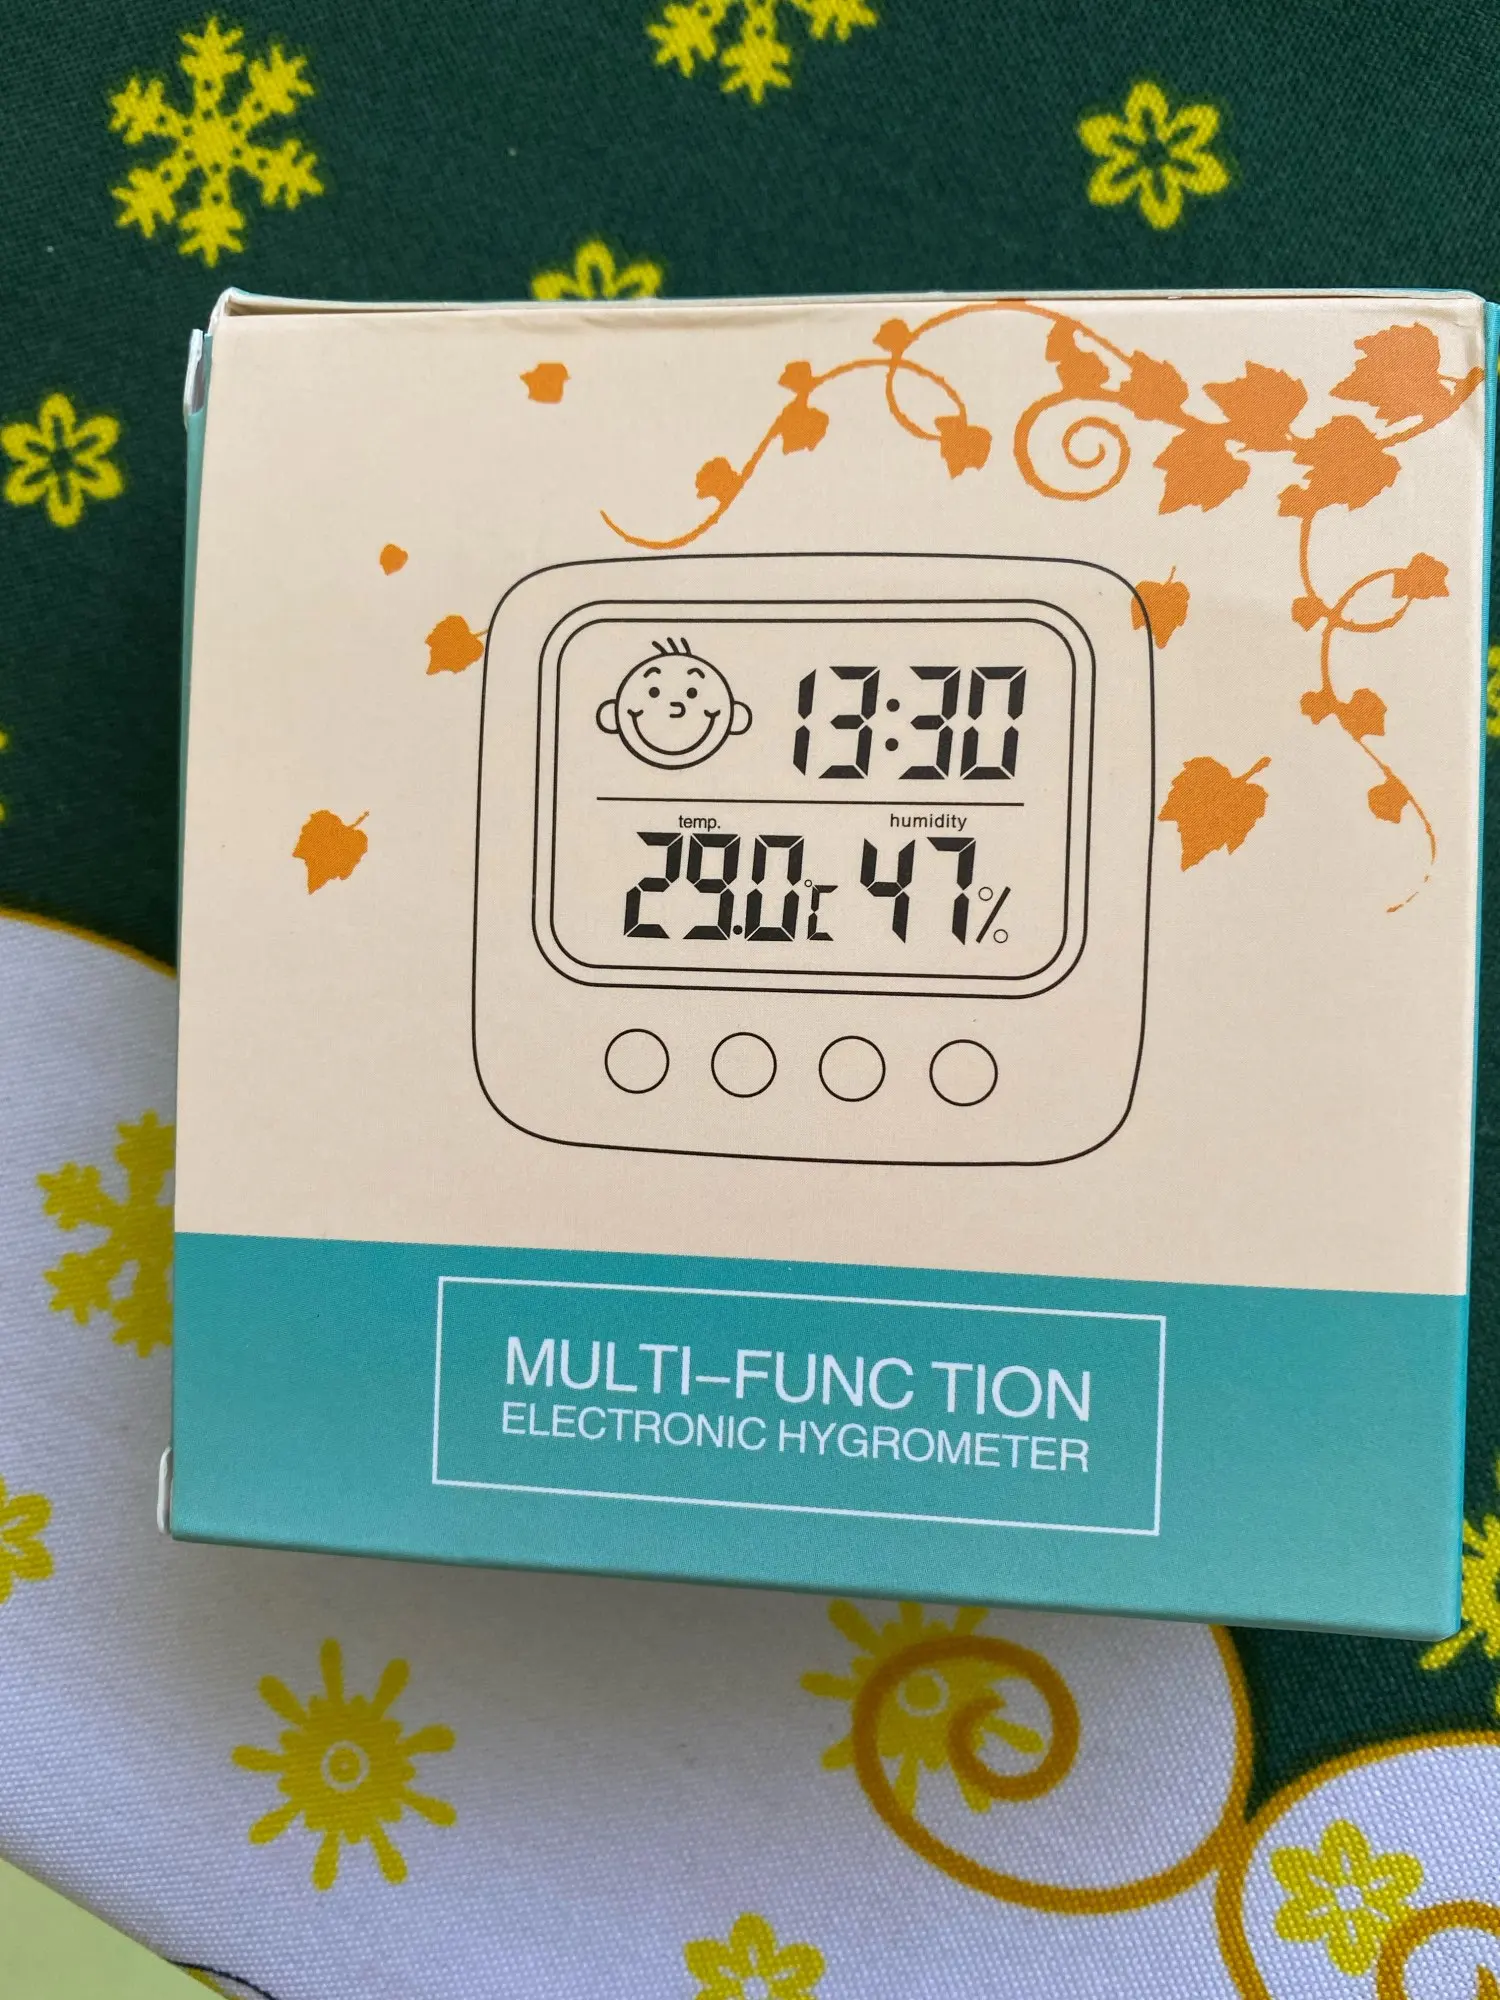 13:30
temp. humidity
29.0℃ 47%
MULTI-FUNC TION
ELECTRONIC HYGROMETER